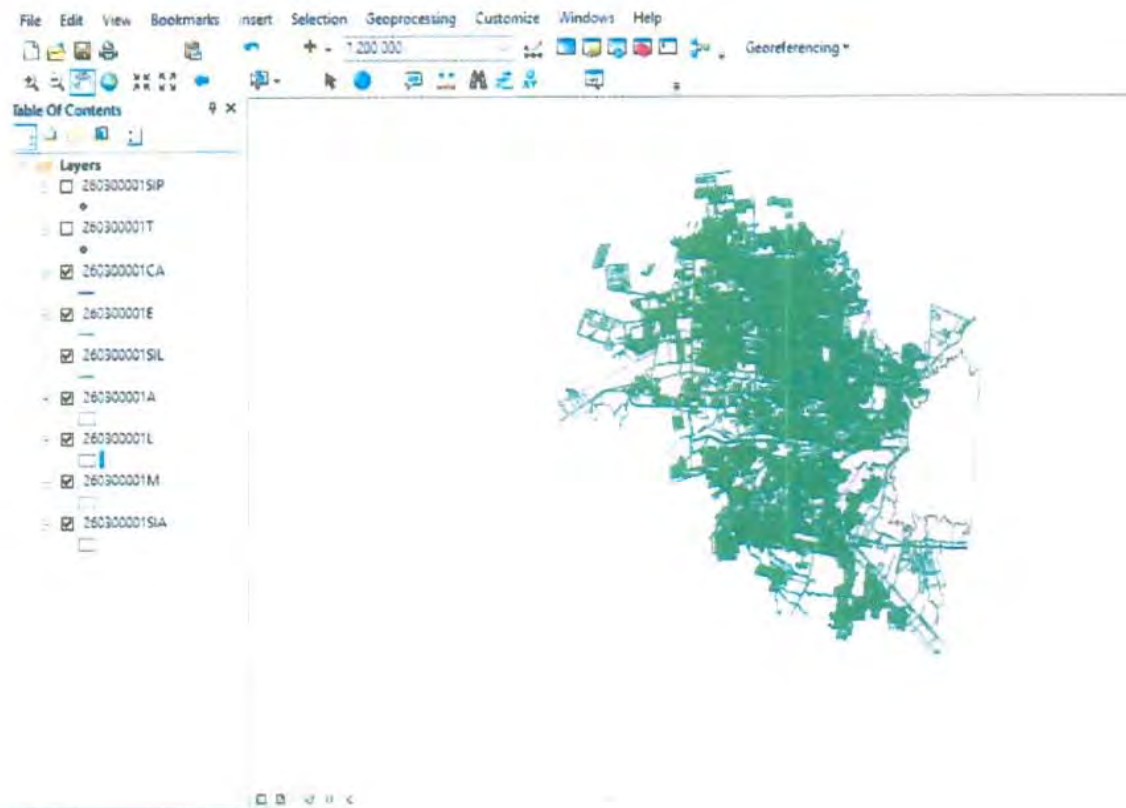 File Edit View Bookmarks Insert Selection Geoprocessing Customize Windows Help
1:200 000 Georeferencing
Table Of Contents
Layers
260300001SIP
260300001T
260300001CA
260300001E
260300001SIL
260300001A
260300001L
260300001M
260300001SIA